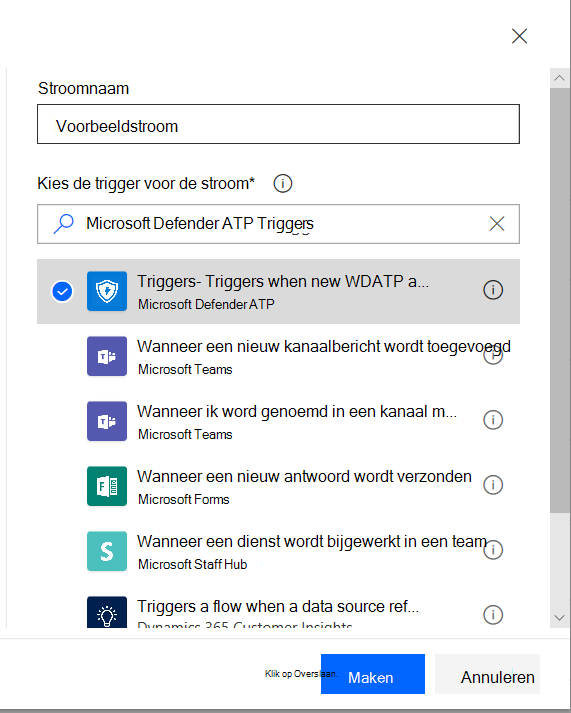 Stroomnaam
Voorbeeldstroom
Kies de trigger voor de stroom*
Microsoft Defender ATP Triggers
Triggers- Triggers when new WDATP a...
Microsoft Defender ATP
Wanneer een nieuw kanaalbericht wordt toegevoegd
Microsoft Teams
Wanneer ik word genoemd in een kanaal m...
Microsoft Teams
Wanneer een nieuw antwoord wordt verzonden
Microsoft Forms
Wanneer een dienst wordt bijgewerkt in een team
Microsoft Staff Hub
Triggers a flow when a data source ref...
Dynamics 365 Customer Insights
Klik op Overslaan.
Maken
Annuleren